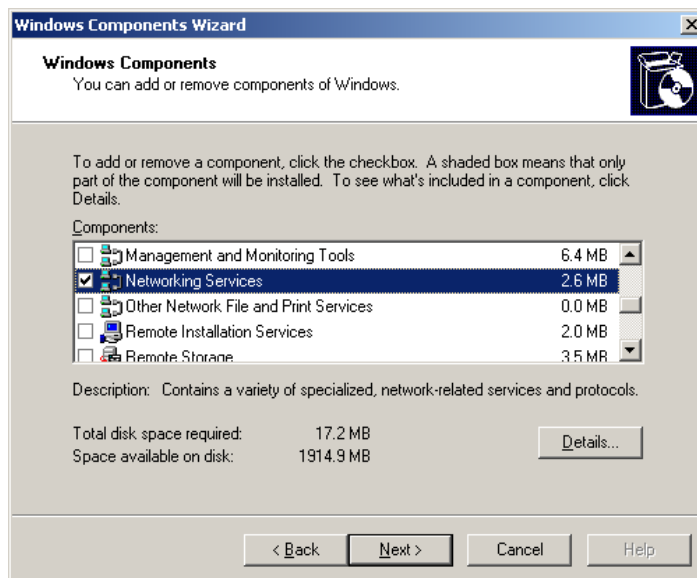 Windows Components Wizard
Windows Components
You can add or remove components of Windows.
To add or remove a component, click the checkbox. A shaded box means that only
part of the component will be installed. To see what's included in a component, click
Details.
Components:
Management and Monitoring Tools 6.4 MB
Networking Services 2.6 MB
Other Network File and Print Services 0.0 MB
Remote Installation Services 2.0 MB
Remote Storage 3.5 MB
Description: Contains a variety of specialized, network-related services and protocols.
Total disk space required: 17.2 MB
Space available on disk: 1914.9 MB
Details...
< Back Next > Cancel Help